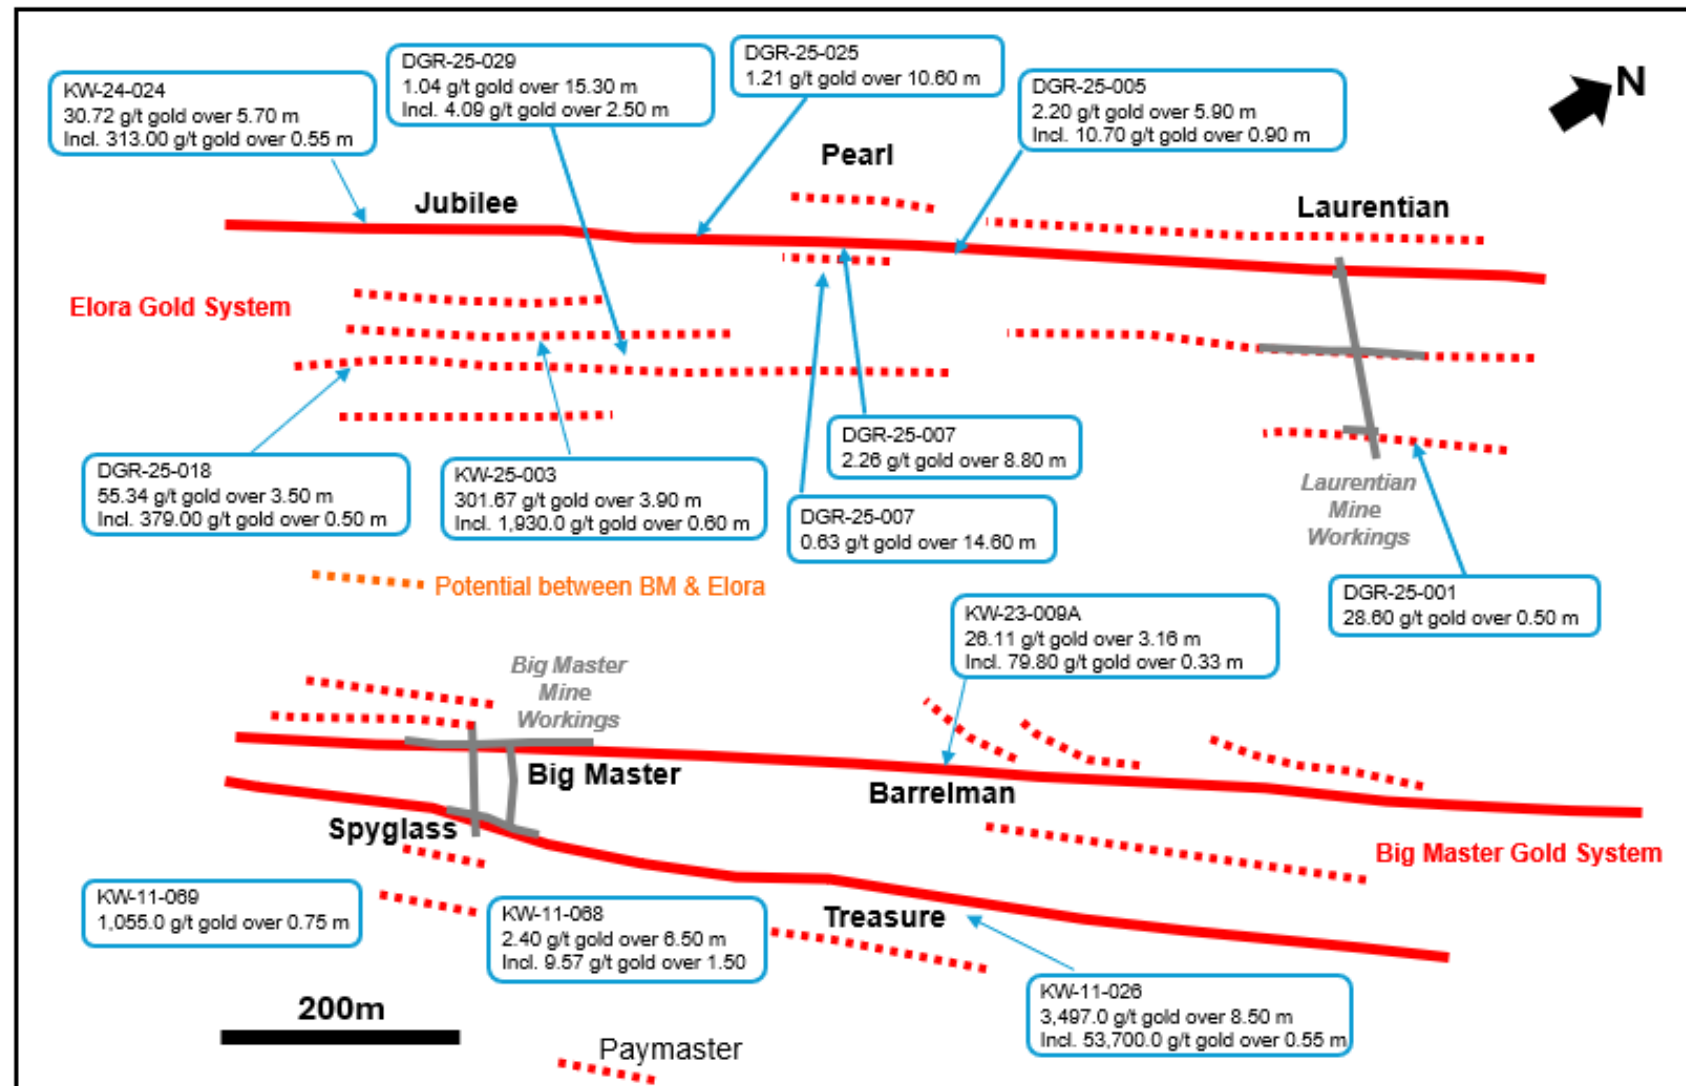 KW-24-024
30.72 g/t gold over 5.70 m
Incl. 313.00 g/t gold over 0.55 m
DGR-25-029
1.04 g/t gold over 15.30 m
Incl. 4.09 g/t gold over 2.50 m
DGR-25-025
1.21 g/t gold over 10.60 m
DGR-25-005
2.20 g/t gold over 5.90 m
Incl. 10.70 g/t gold over 0.90 m
N
Pearl
Jubilee
Laurentian
Elora Gold System
DGR-25-018
55.34 g/t gold over 3.50 m
Incl. 379.00 g/t gold over 0.50 m
KW-25-003
301.67 g/t gold over 3.90 m
Incl. 1,930.0 g/t gold over 0.60 m
DGR-25-007
2.26 g/t gold over 8.80 m
DGR-25-007
0.63 g/t gold over 14.60 m
Laurentian
Mine
Workings
DGR-25-001
28.60 g/t gold over 0.50 m
Potential between BM & Elora
KW-23-009A
26.11 g/t gold over 3.16 m
Incl. 79.80 g/t gold over 0.33 m
Big Master
Mine
Workings
Big Master
Barrelman
Spyglass
Big Master Gold System
KW-11-069
1,055.0 g/t gold over 0.75 m
KW-11-068
2.40 g/t gold over 6.50 m
Incl. 9.57 g/t gold over 1.50
Treasure
KW-11-026
3,497.0 g/t gold over 8.50 m
Incl. 53,700.0 g/t gold over 0.55 m
200m
Paymaster